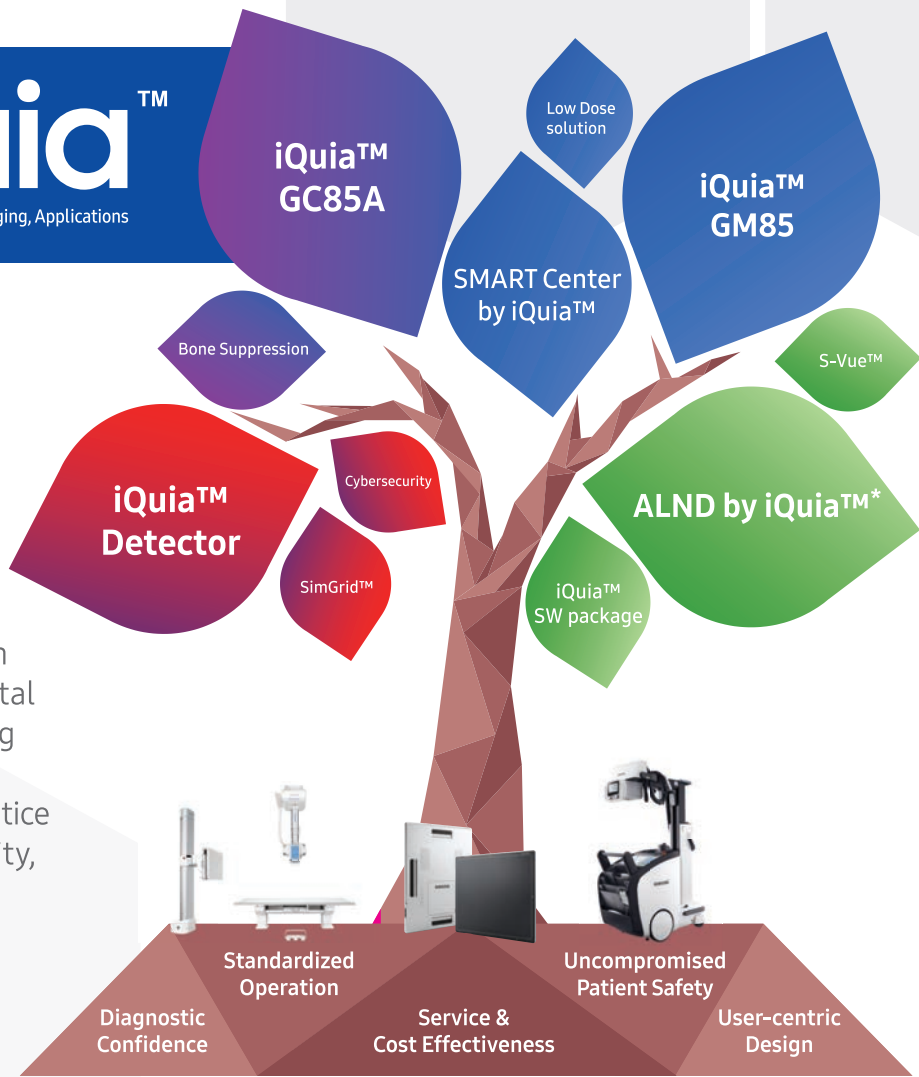 TM
ging, Applications
iQuia™
GC85A
Low Dose
solution
iQuia™
GM85
SMART Center
by iQuia™
Bone Suppression
S-Vue™
iQuia™
Detector
Cybersecurity
SimGrid™
ALND by iQuia™*
iQuia™
SW package
tal
tice
ity,
Standardized
Operation
Uncompromised
Patient Safety
Diagnostic
Confidence
Service &
Cost Effectiveness
User-centric
Design